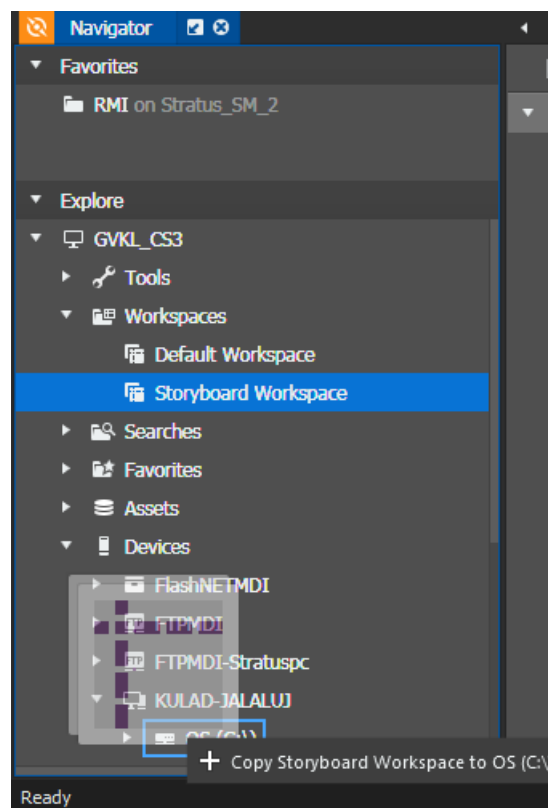 Navigator
Favorites
RMI on Stratus_SM_2
Explore
GVKL_CS3
Tools
Workspaces
Default Workspace
Storyboard Workspace
Searches
Favorites
Assets
Devices
FlashNETMDI
FTPMDI
FTPMDI-Stratuspc
KULAD-JALALUJ
OS (C:\)
Copy Storyboard Workspace to OS (C:\
Ready